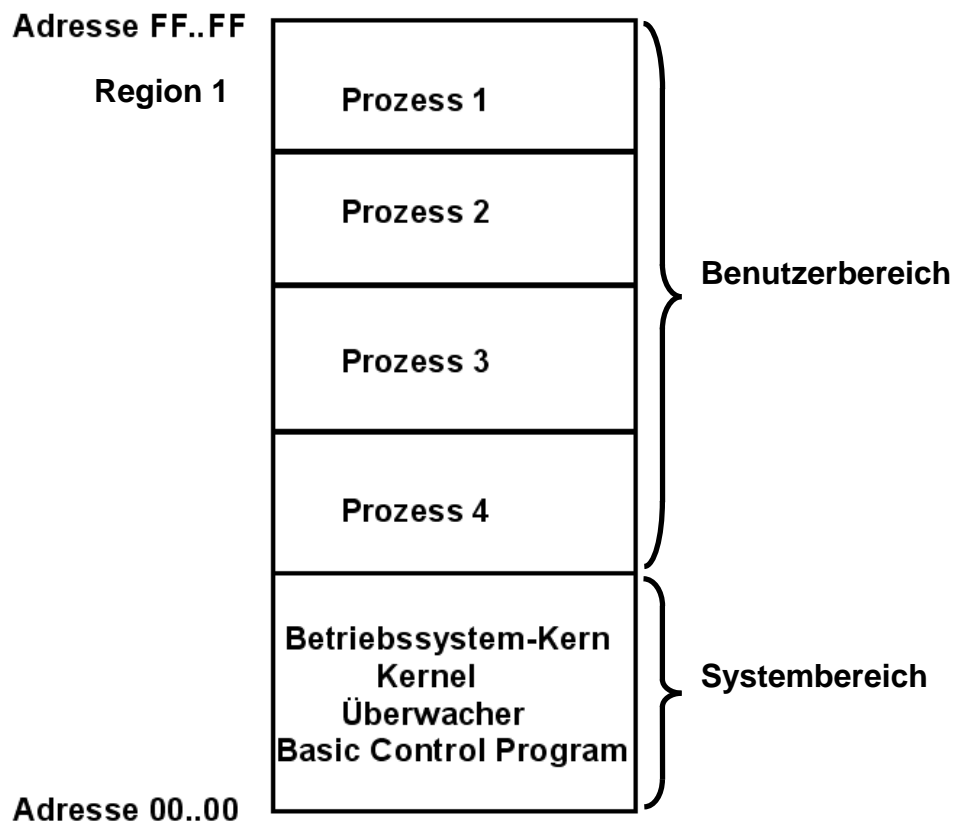 Adresse FF..FF
Region 1
Prozess 1
Prozess 2
Benutzerbereich
Prozess 3
Prozess 4
Betriebssystem-Kern
Kernel
Überwacher
Basic Control Program
Systembereich
Adresse 00..00